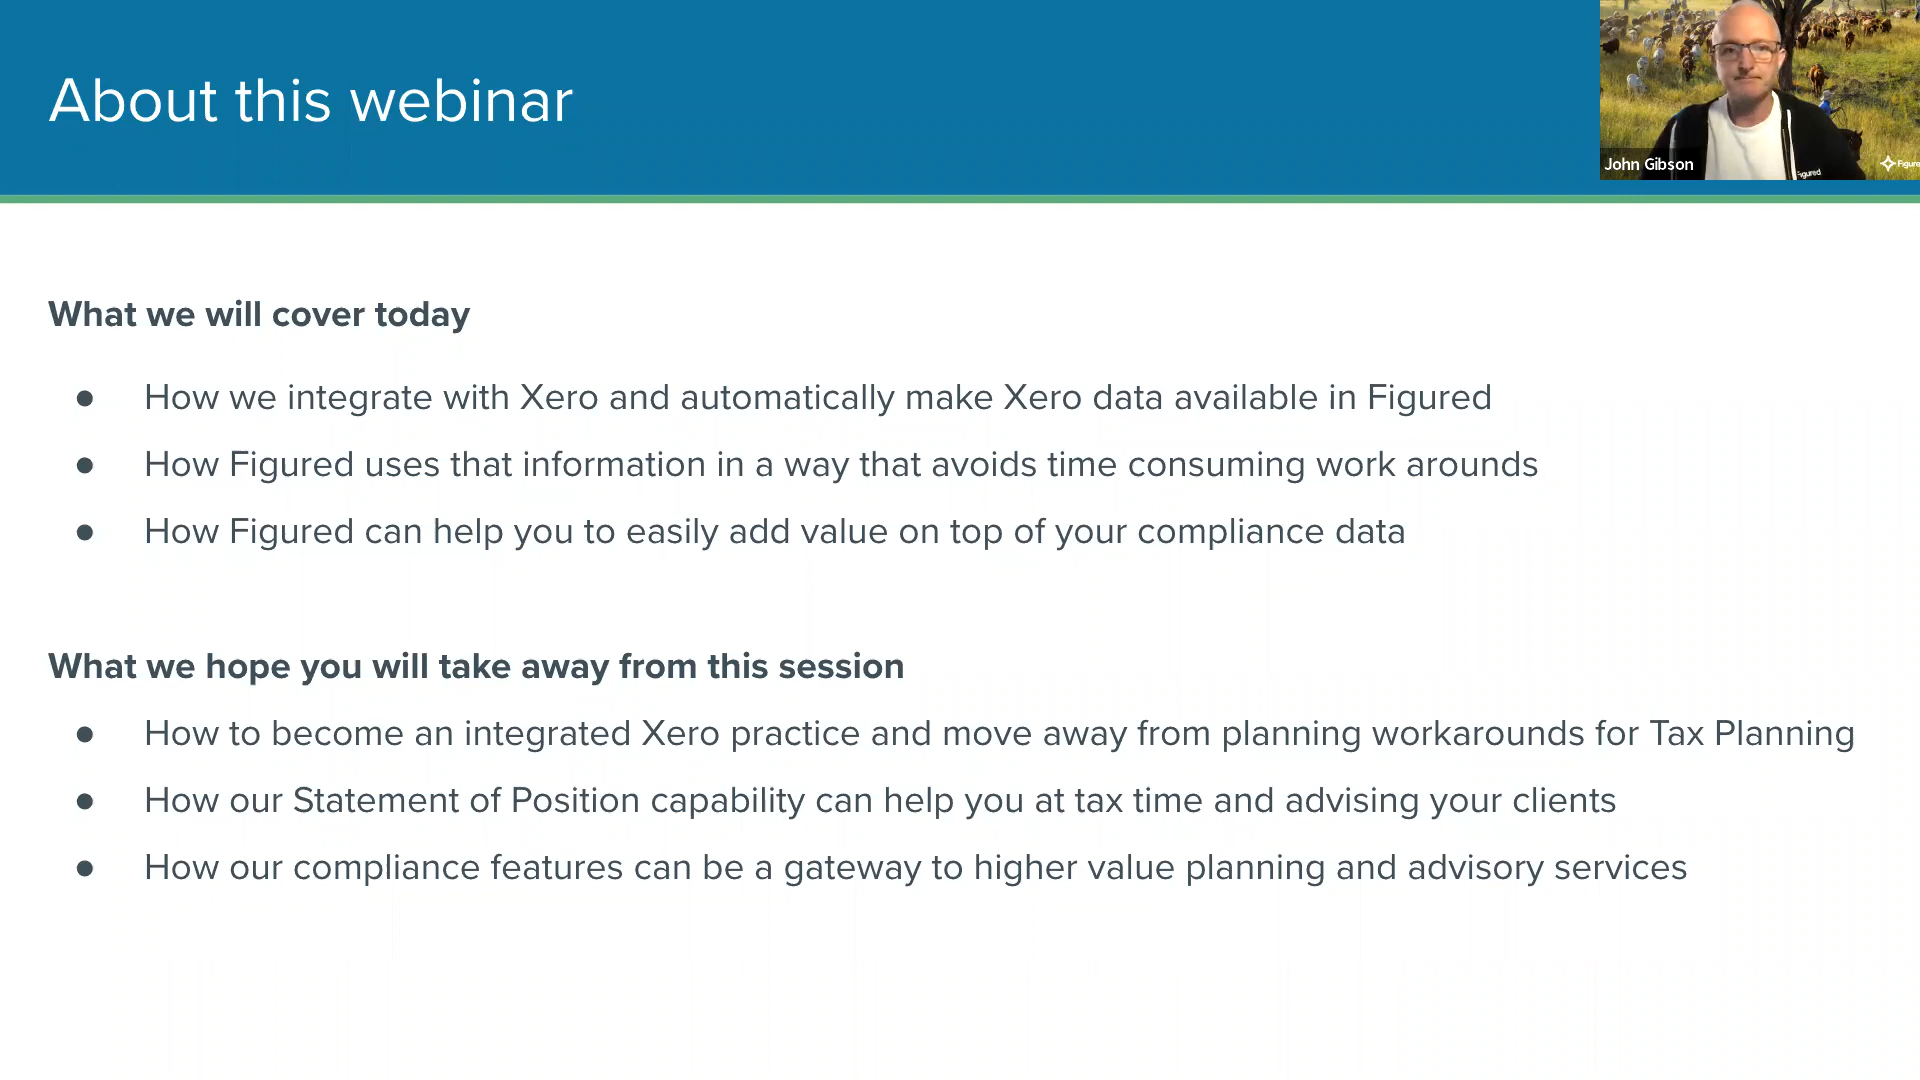 About this webinar
John Gibson
Figured
What we will cover today
● How we integrate with Xero and automatically make Xero data available in Figured
● How Figured uses that information in a way that avoids time consuming work arounds
● How Figured can help you to easily add value on top of your compliance data
What we hope you will take away from this session
● How to become an integrated Xero practice and move away from planning workarounds for Tax Planning
● How our Statement of Position capability can help you at tax time and advising your clients
● How our compliance features can be a gateway to higher value planning and advisory services